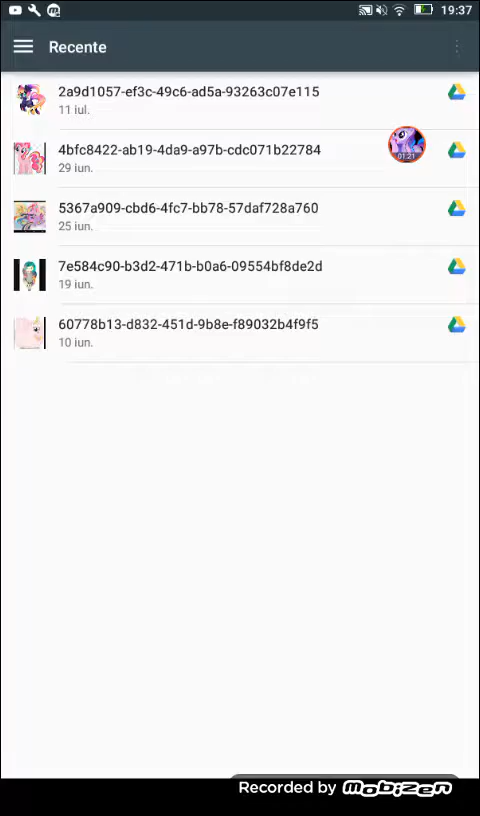 19:37
Recente
2a9d1057-ef3c-49c6-ad5a-93263c07e115
11 iul.
4bfc8422-ab19-4da9-a97b-cdc071b22784
29 iun.
01:21
5367a909-cbd6-4fc7-bb78-57daf728a760
25 iun.
7e584c90-b3d2-471b-b0a6-09554bf8de2d
19 iun.
60778b13-d832-451d-9b8e-f89032b4f9f5
10 iun.
Recorded by Mobizen